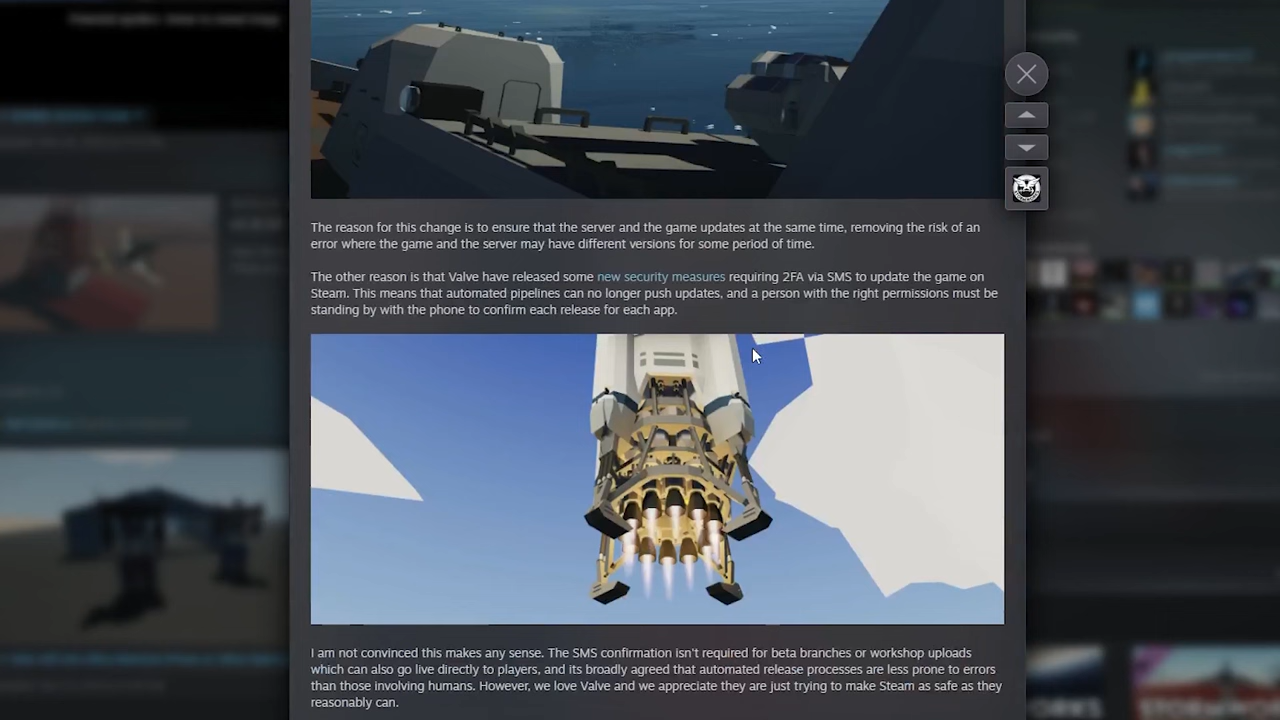 The reason for this change is to ensure that the server and the game updates at the same time, removing the risk of an
error where the game and the server may have different versions for some period of time.
The other reason is that Valve have released some new security measures requiring 2FA via SMS to update the game on
Steam. This means that automated pipelines can no longer push updates, and a person with the right permissions must be
standing by with the phone to confirm each release for each app.
I am not convinced this makes any sense. The SMS confirmation isn't required for beta branches or workshop uploads
which can also go live directly to players, and its broadly agreed that automated release processes are less prone to errors
than those involving humans. However, we love Valve and we appreciate they are just trying to make Steam as safe as they
reasonably can.